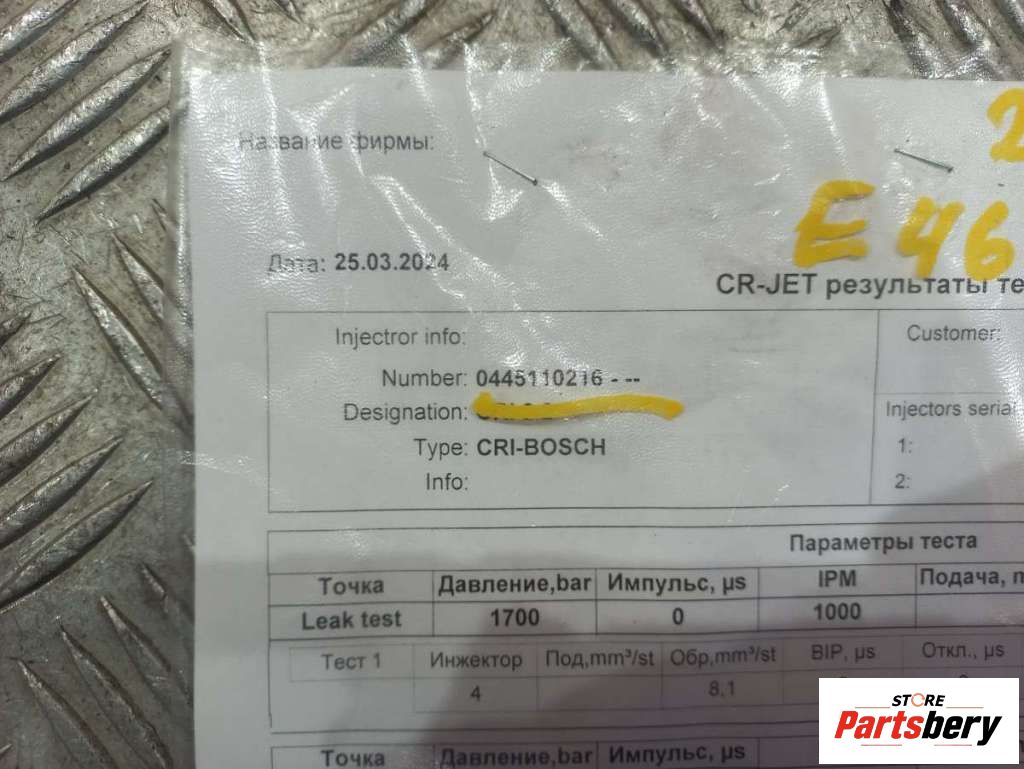 Название фирмы:
2
E 46
Дата: 25.03.2024
CR-JET результаты те
Injectror info:
Customer:
Number: 0445110216 - --
Designation:
Injectors seria
Type: CRI-BOSCH
1:
Info:
2:
Параметры теста
Точка Давление,bar Импульс, µs IPM Подача, m
Leak test 1700 0 1000
Тест 1 Инжектор Под,mm³/st Обр,mm³/st BIP, µs Откл., µs
4 8,1
STORE
Partsbery
Точка Давление,bar Импульс, µs